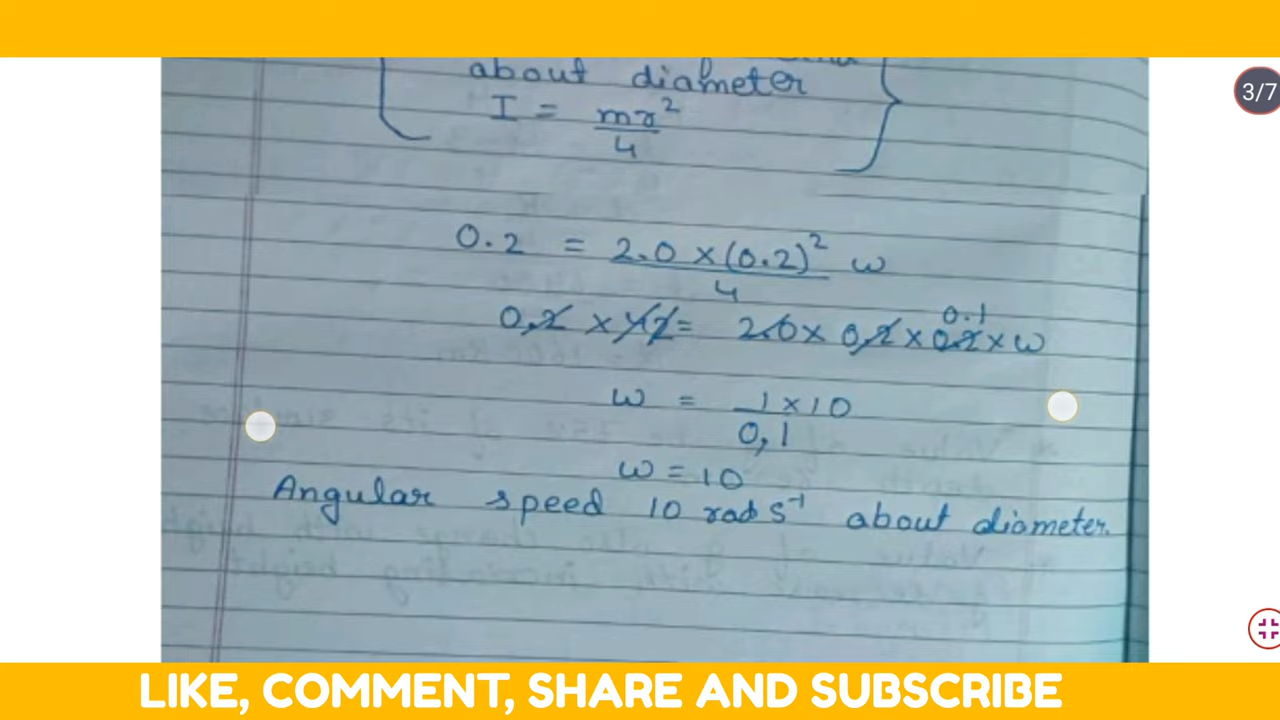 about diameter
I = mr²/4
3/7
0.2 = 2.0 × (0.2)² ω / 4
0.1
0,2 × 4 2 = 2.0 × 0,2 × 0.2 × ω
ω = 1 × 10 / 0,1
ω = 10
Angular speed 10 rad s⁻¹ about diameter.
LIKE, COMMENT, SHARE AND SUBSCRIBE